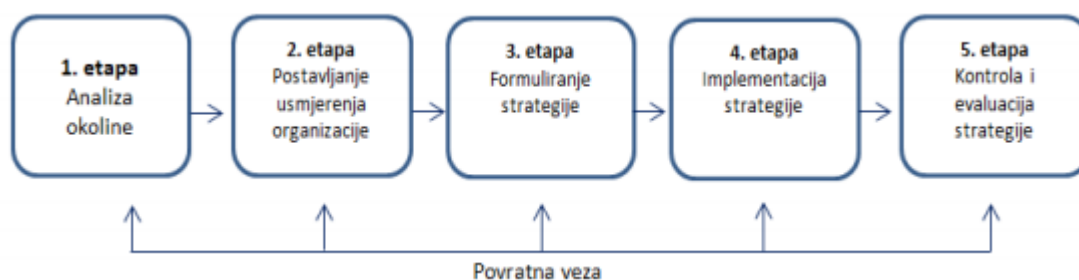 1. etapa
Analiza
okoline
2. etapa
Postavljanje
usmjerenja
organizacije
3. etapa
Formuliranje
strategije
4. etapa
Implementacija
strategije
5. etapa
Kontrola i
evaluacija
strategije
Povratna veza